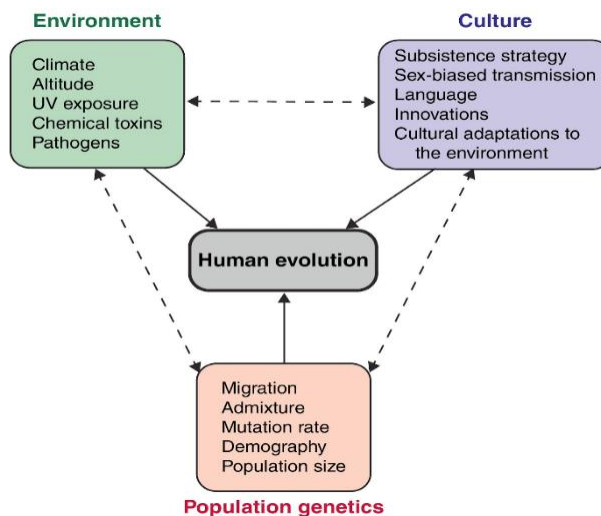 Environment
Culture
Climate
Altitude
UV exposure
Chemical toxins
Pathogens
Subsistence strategy
Sex-biased transmission
Language
Innovations
Cultural adaptations to
the environment
Human evolution
Migration
Admixture
Mutation rate
Demography
Population size
Population genetics